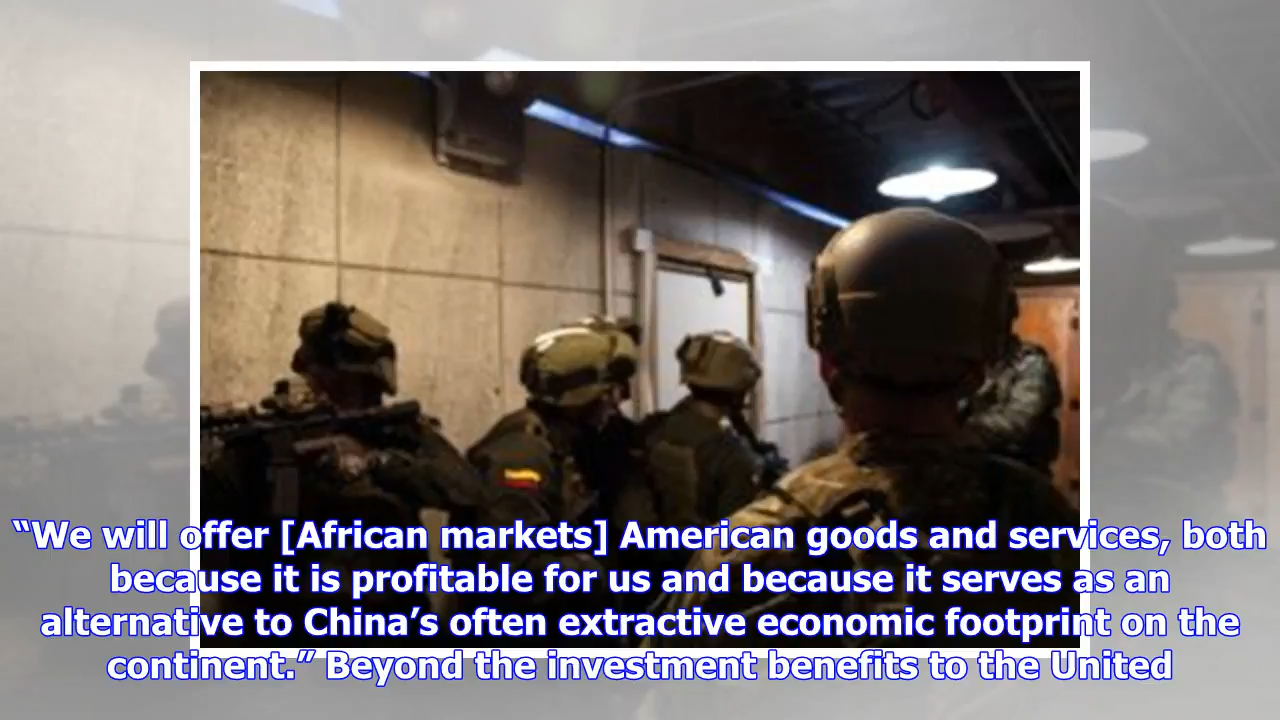 “We will offer [African markets] American goods and services, both
because it is profitable for us and because it serves as an
alternative to China’s often extractive economic footprint on the
continent.” Beyond the investment benefits to the United